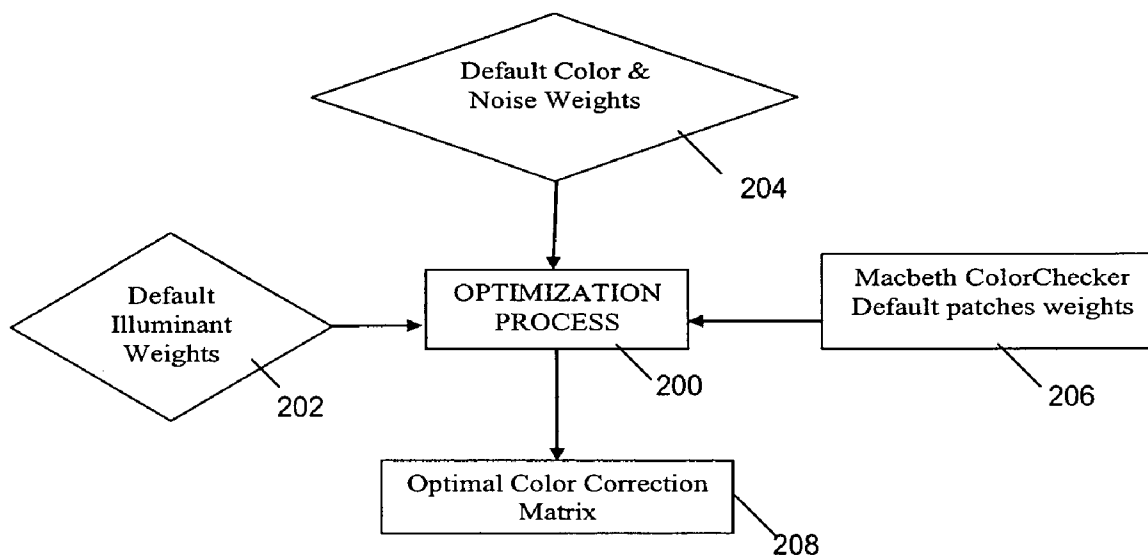 Default Color &
Noise Weights
204
Default
Illuminant
Weights
202
OPTIMIZATION
PROCESS
200
Macbeth ColorChecker
Default patches weights
206
Optimal Color Correction
Matrix
208